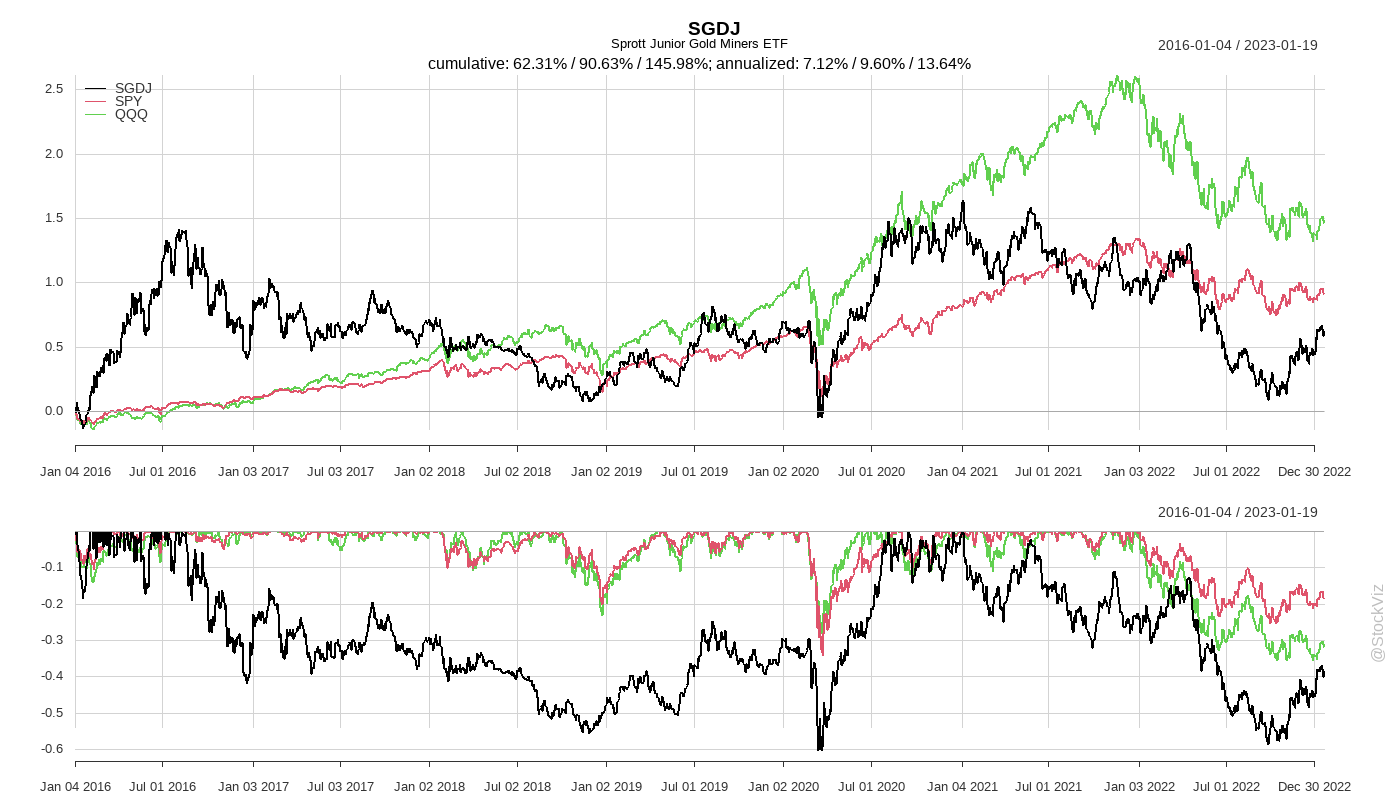 SGDJ
Sprott Junior Gold Miners ETF
2016-01-04 / 2023-01-19
cumulative: 62.31% / 90.63% / 145.98%; annualized: 7.12% / 9.60% / 13.64%
SGDJ
SPY
QQQ
2.5
2.0
1.5
1.0
0.5
0.0
Jan 04 2016 Jul 01 2016 Jan 03 2017 Jul 03 2017 Jan 02 2018 Jul 02 2018 Jan 02 2019 Jul 01 2019 Jan 02 2020 Jul 01 2020 Jan 04 2021 Jul 01 2021 Jan 03 2022 Jul 01 2022 Dec 30 2022
2016-01-04 / 2023-01-19
-0.1
-0.2
-0.3
-0.4
-0.5
-0.6
Jan 04 2016 Jul 01 2016 Jan 03 2017 Jul 03 2017 Jan 02 2018 Jul 02 2018 Jan 02 2019 Jul 01 2019 Jan 02 2020 Jul 01 2020 Jan 04 2021 Jul 01 2021 Jan 03 2022 Jul 01 2022 Dec 30 2022
@StockViz